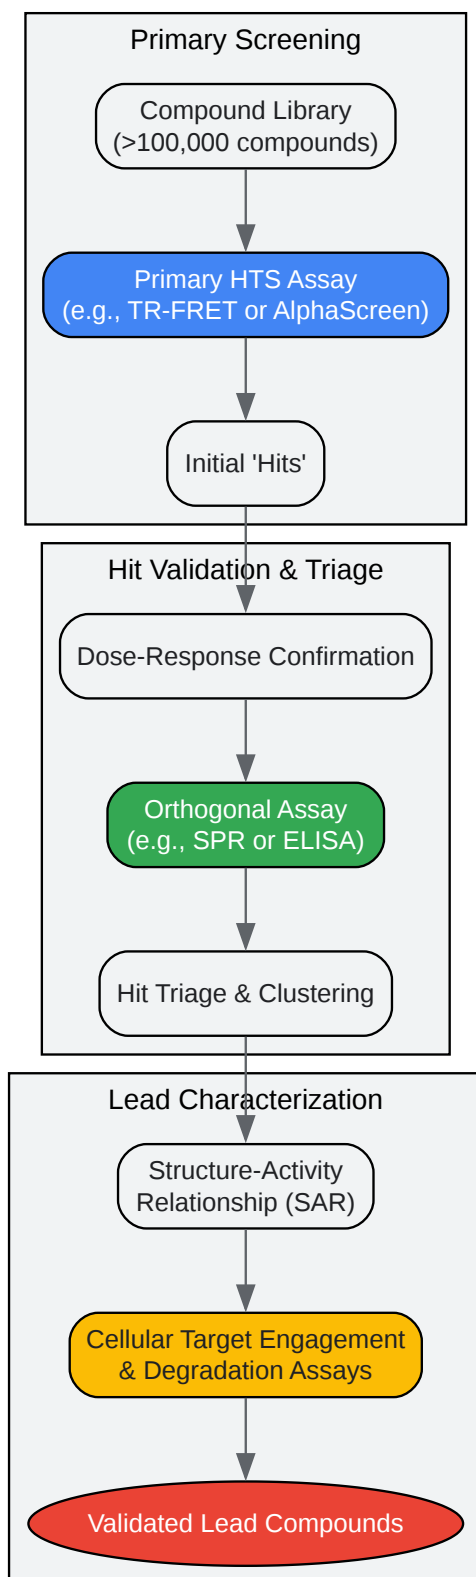 Primary Screening
Compound Library
(>100,000 compounds)
Primary HTS Assay
(e.g., TR-FRET or AlphaScreen)
Initial 'Hits'
Hit Validation & Triage
Dose-Response Confirmation
Orthogonal Assay
(e.g., SPR or ELISA)
Hit Triage & Clustering
Lead Characterization
Structure-Activity
Relationship (SAR)
Cellular Target Engagement
& Degradation Assays
Validated Lead Compounds